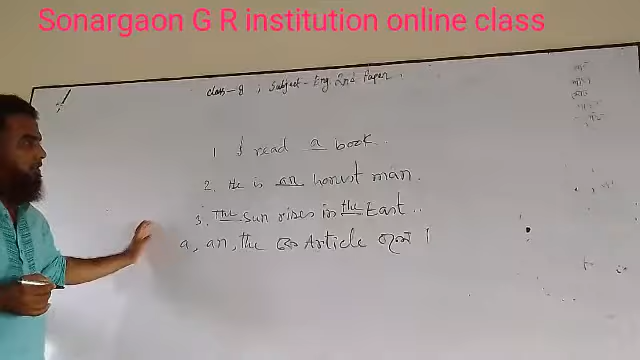 Sonargaon G R institution online class
class-8, Subject-Eng 2nd Paper.
1 I read a book.
2. He is an honest man.
3. The Sun rises in the East..
a, an, the কে Article বলে।